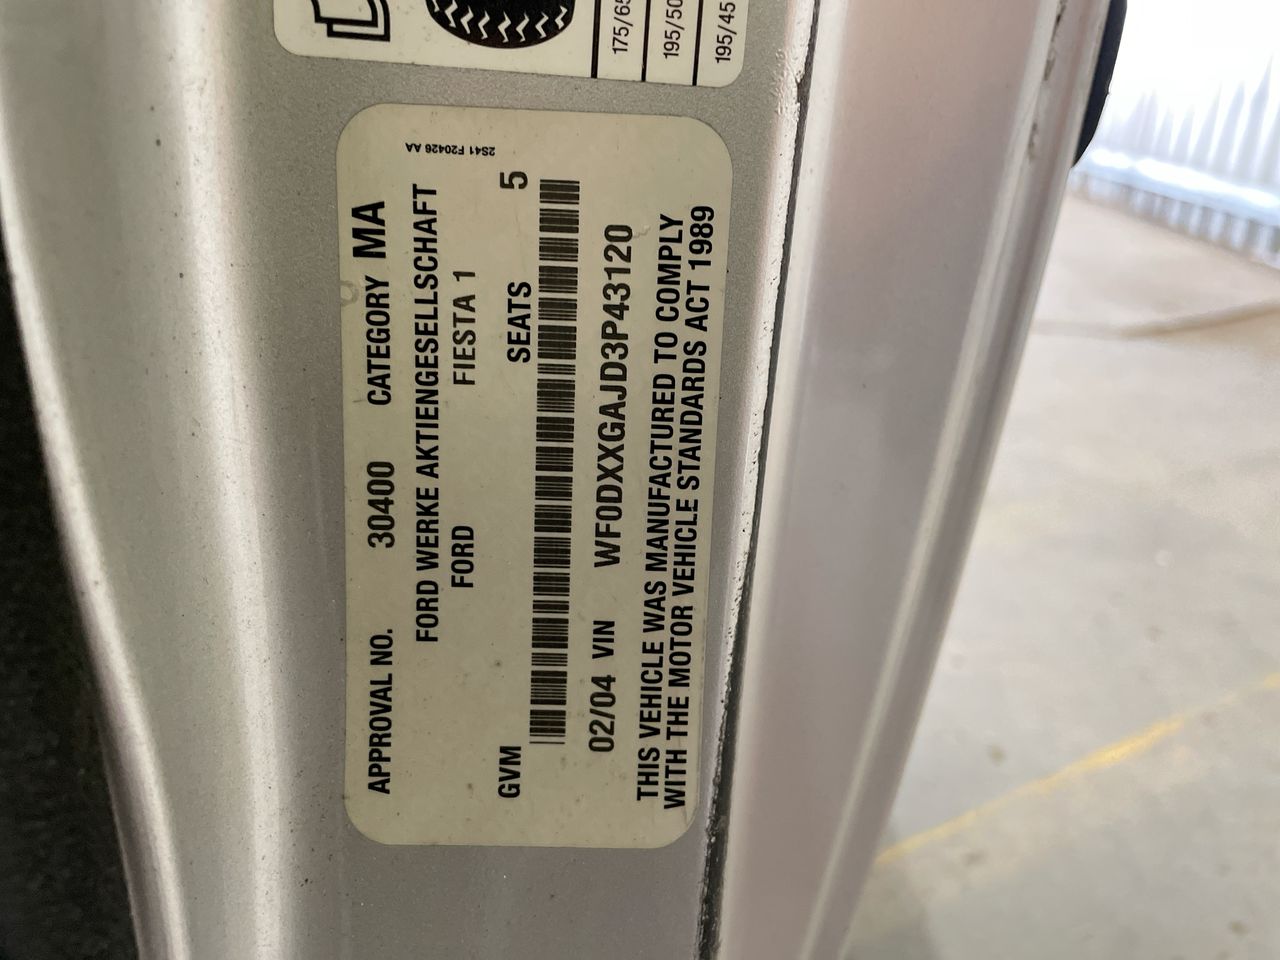 175/65
195/50
195/45
2S41 F20426 AA
APPROVAL NO. 30400 CATEGORY MA
FORD WERKE AKTIENGESELLSCHAFT
FORD FIESTA 1
GVM SEATS 5
02/04 VIN WF0DXXGAJD3P43120
THIS VEHICLE WAS MANUFACTURED TO COMPLY
WITH THE MOTOR VEHICLE STANDARDS ACT 1989